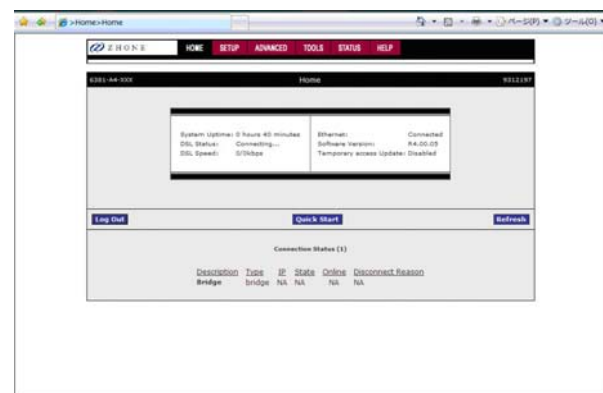 >Home>Home
ページ(P)
ツール(O)
ZHONE
HOME SETUP ADVANCED TOOLS STATUS HELP
6381-A4-XXX Home 9312197
System Uptime: 0 hours 40 minutes
DSL Status: Connecting...
DSL Speed: 0/0kbps
Ethernet: Connected
Software Version: R4.00.05
Temporary access Update: Disabled
Log Out Quick Start Refresh
Connection Status (1)
Description Type IP State Online Disconnect Reason
Bridge bridge NA NA NA NA